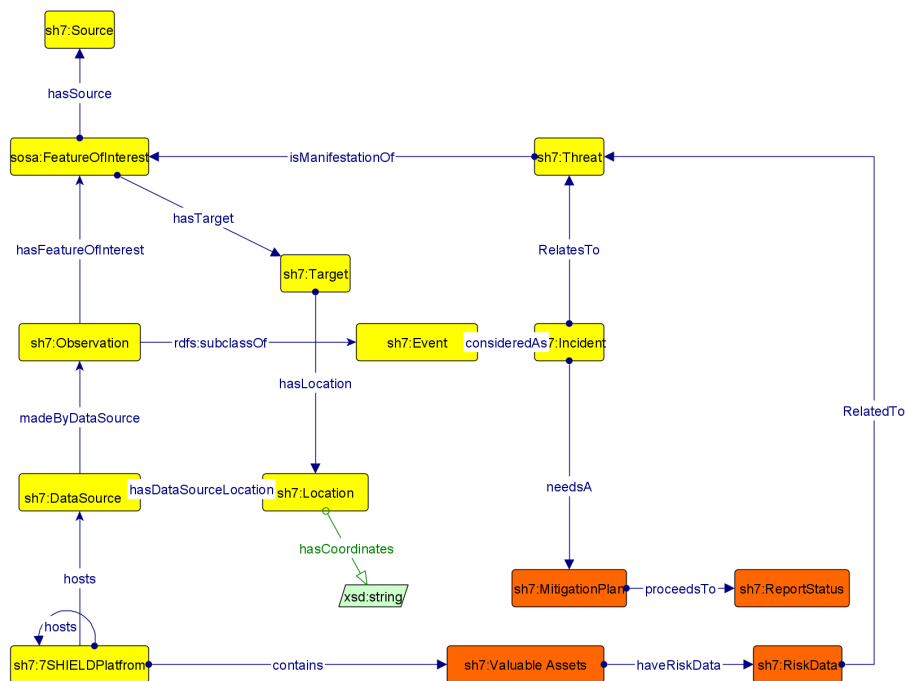 sh7:Source
hasSource
sosa:FeatureOfInterest
isManifestationOf
sh7:Threat
hasTarget
hasFeatureOfInterest
RelatesTo
sh7:Target
sh7:Observation
rdfs:subclassOf
sh7:Event
consideredAs
7:Incident
hasLocation
RelatedTo
madeByDataSource
sh7:DataSource
hasDataSourceLocation
sh7:Location
needsA
hasCoordinates
hosts
xsd:string
sh7:MitigationPlan
proceedsTo
sh7:ReportStatus
hosts
sh7:7SHIELDPlatfrom
contains
sh7:Valuable Assets
haveRiskData
sh7:RiskData